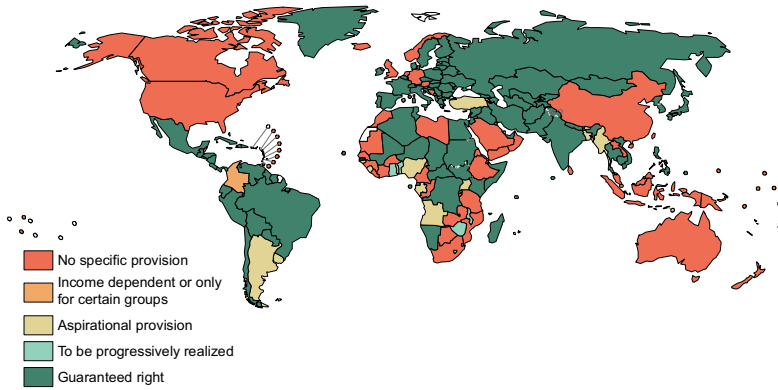 No specific provision
Income dependent or only
for certain groups
Aspirational provision
To be progressively realized
Guaranteed right